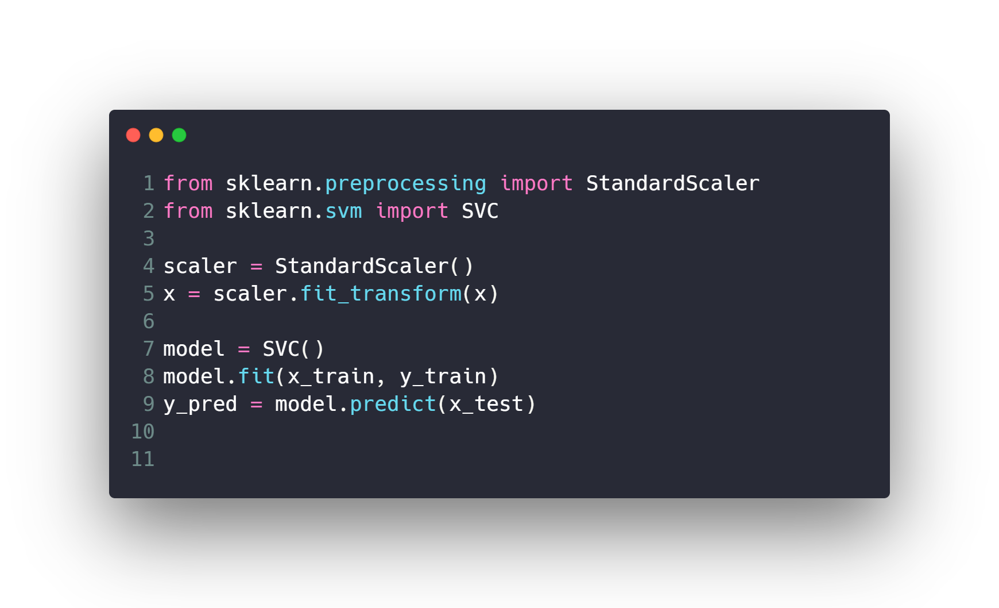 1 from sklearn.preprocessing import StandardScaler
2 from sklearn.svm import SVC
3
4 scaler = StandardScaler()
5 x = scaler.fit_transform(x)
6
7 model = SVC()
8 model.fit(x_train, y_train)
9 y_pred = model.predict(x_test)
10
11